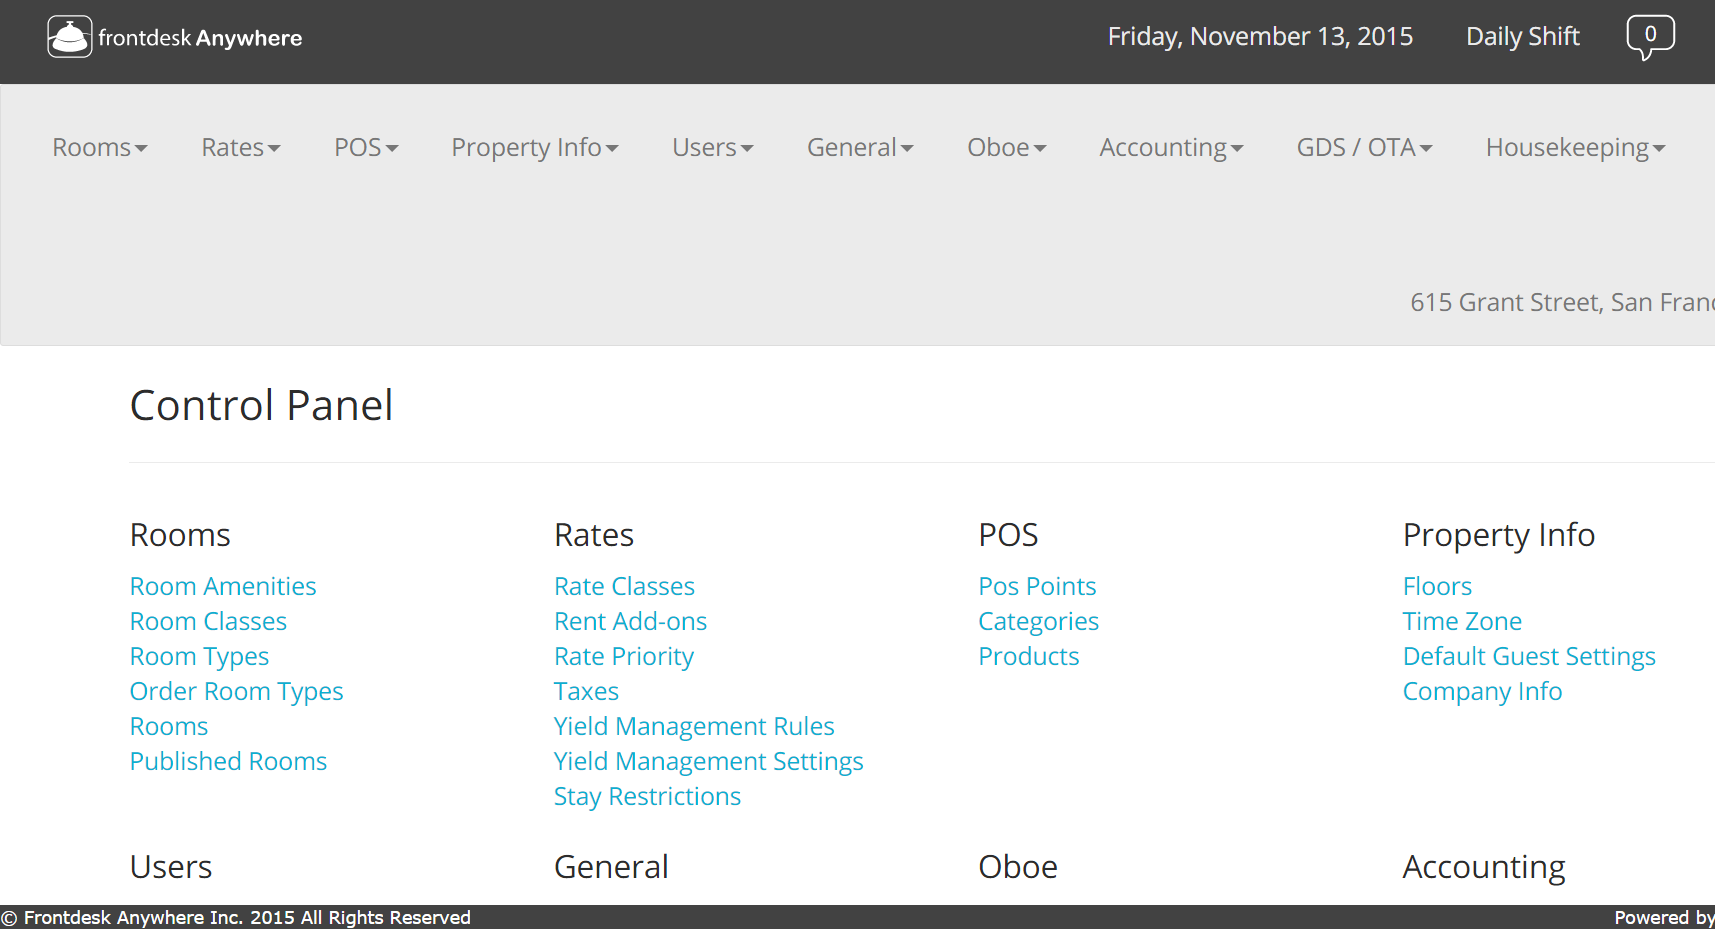 frontdesk Anywhere
Friday, November 13, 2015 Daily Shift 0
Rooms Rates POS Property Info Users General Oboe Accounting GDS / OTA Housekeeping
615 Grant Street, San Franc
Control Panel
Rooms
Room Amenities
Room Classes
Room Types
Order Room Types
Rooms
Published Rooms
Rates
Rate Classes
Rent Add-ons
Rate Priority
Taxes
Yield Management Rules
Yield Management Settings
Stay Restrictions
POS
Pos Points
Categories
Products
Property Info
Floors
Time Zone
Default Guest Settings
Company Info
Users
General
Oboe
Accounting
© Frontdesk Anywhere Inc. 2015 All Rights Reserved
Powered by